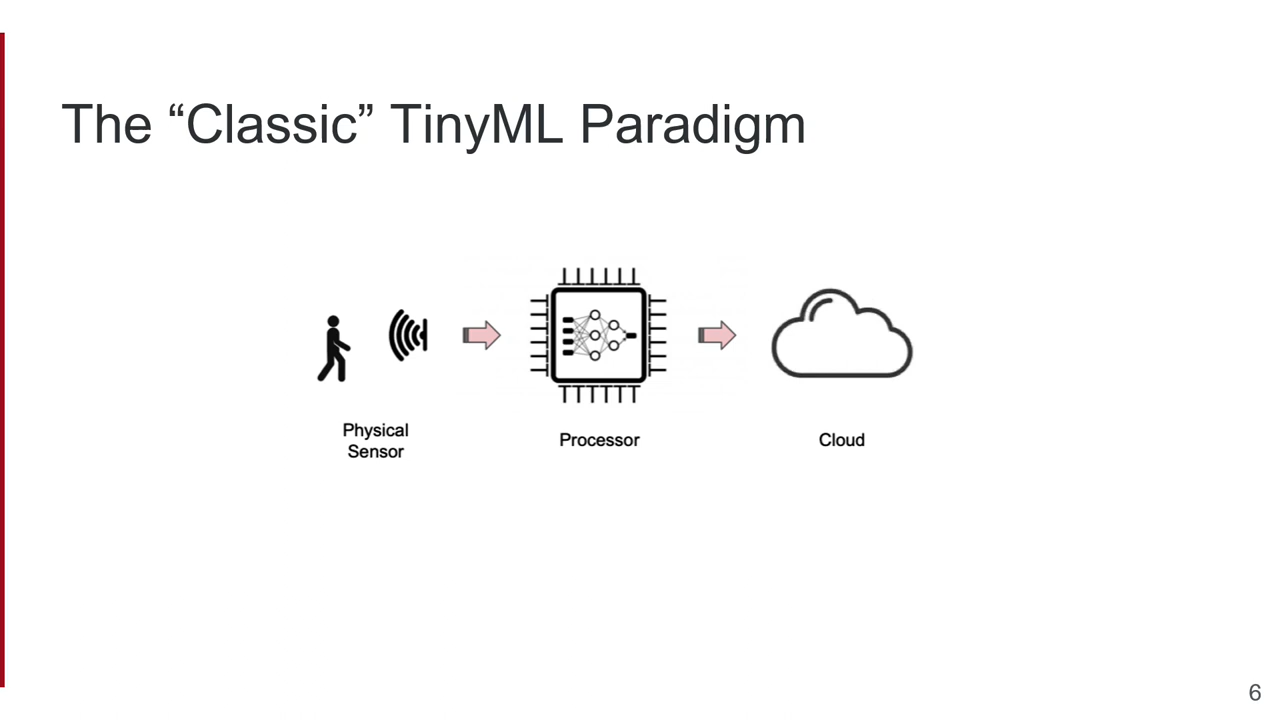 The “Classic” TinyML Paradigm
Physical
Sensor
Processor
Cloud
6